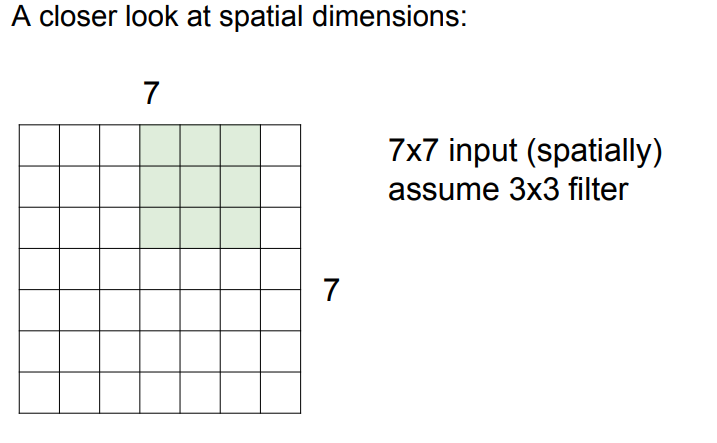 A closer look at spatial dimensions:
7
7x7 input (spatially)
assume 3x3 filter
7